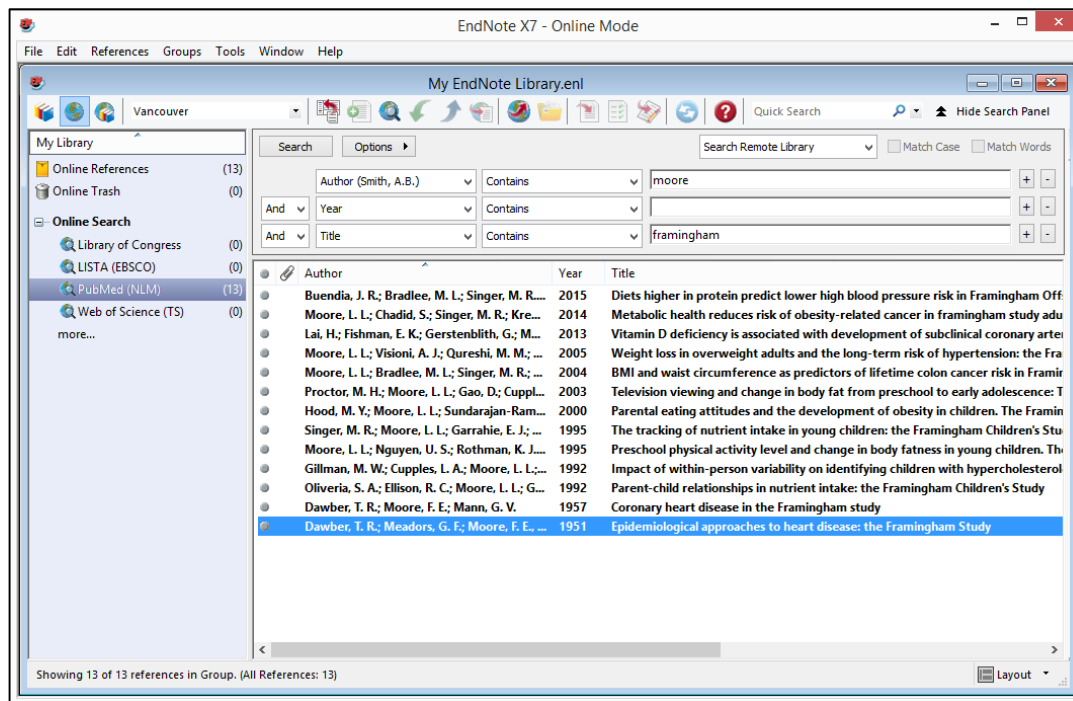 EndNote X7 - Online Mode
File Edit References Groups Tools Window Help
My EndNote Library.enl
Vancouver Quick Search Hide Search Panel
My Library
Online References (13)
Online Trash (0)
Online Search
Library of Congress (0)
LISTA (EBSCO) (0)
PubMed (NLM) (13)
Web of Science (TS) (0)
more...
Search Options Search Remote Library Match Case Match Words
Author (Smith, A.B.) Contains moore + -
And Year Contains + -
And Title Contains framingham + -
Author Year Title
Buendia, J. R.; Bradlee, M. L.; Singer, M. R.... 2015 Diets higher in protein predict lower high blood pressure risk in Framingham Off
Moore, L. L.; Chadid, S.; Singer, M. R.; Kre... 2014 Metabolic health reduces risk of obesity-related cancer in framingham study adu
Lai, H.; Fishman, E. K.; Gerstenblith, G.; M... 2013 Vitamin D deficiency is associated with development of subclinical coronary arte
Moore, L. L.; Visioni, A. J.; Qureshi, M. M.; ... 2005 Weight loss in overweight adults and the long-term risk of hypertension: the Fra
Moore, L. L.; Bradlee, M. L.; Singer, M. R.; ... 2004 BMI and waist circumference as predictors of lifetime colon cancer risk in Framin
Proctor, M. H.; Moore, L. L.; Gao, D.; Cuppl... 2003 Television viewing and change in body fat from preschool to early adolescence: T
Hood, M. Y.; Moore, L. L.; Sundarajan-Ram... 2000 Parental eating attitudes and the development of obesity in children. The Framin
Singer, M. R.; Moore, L. L.; Garrahie, E. J.; ... 1995 The tracking of nutrient intake in young children: the Framingham Children's Stu
Moore, L. L.; Nguyen, U. S.; Rothman, K. J.... 1995 Preschool physical activity level and change in body fatness in young children. The
Gillman, M. W.; Cupples, L. A.; Moore, L. L.;... 1992 Impact of within-person variability on identifying children with hypercholesterol
Oliveria, S. A.; Ellison, R. C.; Moore, L. L.; G... 1992 Parent-child relationships in nutrient intake: the Framingham Children's Study
Dawber, T. R.; Moore, F. E.; Mann, G. V. 1957 Coronary heart disease in the Framingham study
Dawber, T. R.; Meadors, G. F.; Moore, F. E., ... 1951 Epidemiological approaches to heart disease: the Framingham Study
Showing 13 of 13 references in Group. (All References: 13) Layout